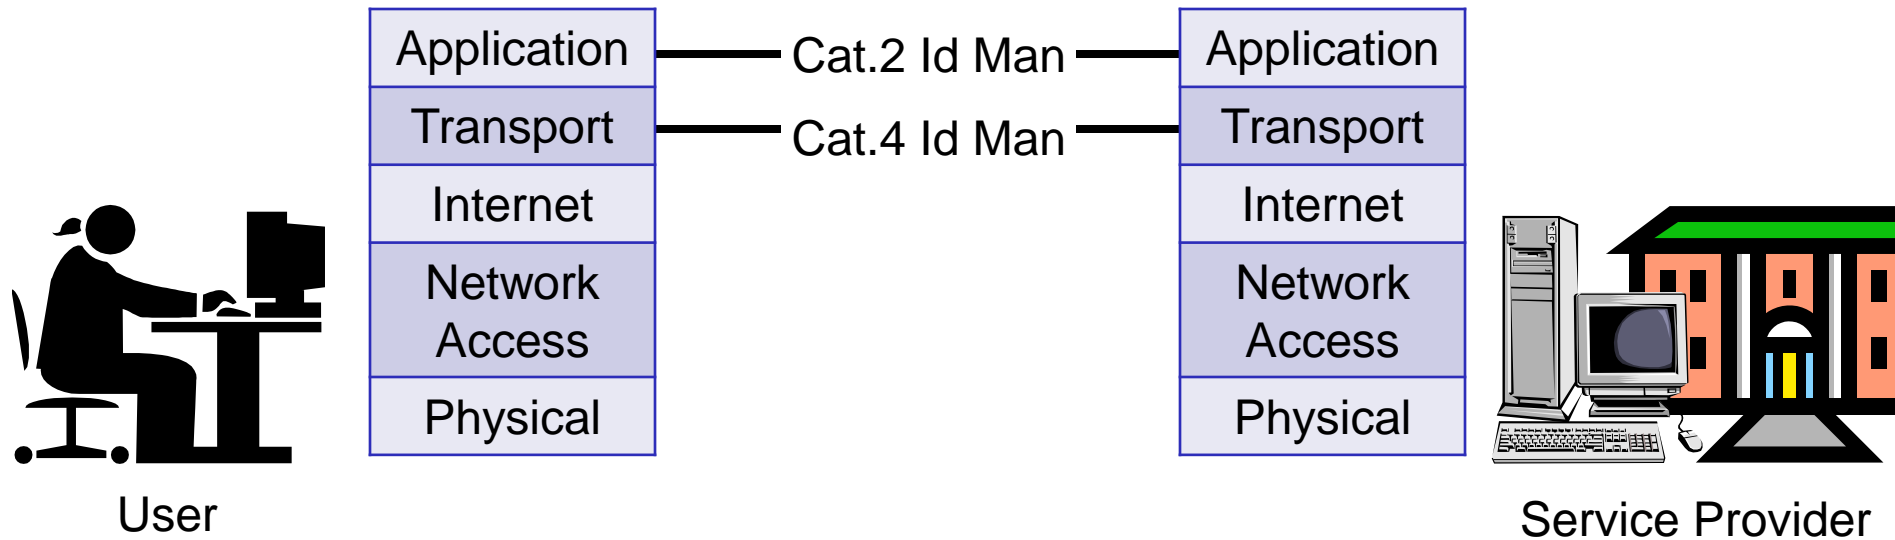 Application
Cat.2 Id Man
Application
Transport
Cat.4 Id Man
Transport
Internet
Internet
Network
Access
Network
Access
Physical
Physical
User
Service Provider